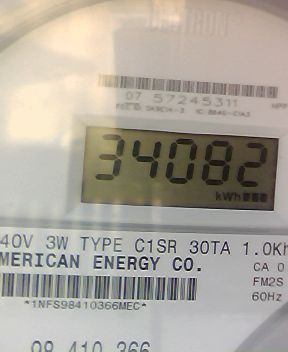 07 57245311
34082
kWh
40V 3W TYPE C1SR 30TA 1.0Kh
MERICAN ENERGY CO.
CA 0
FM2S
60Hz
*1NFS98410366MEC*
98 410 366